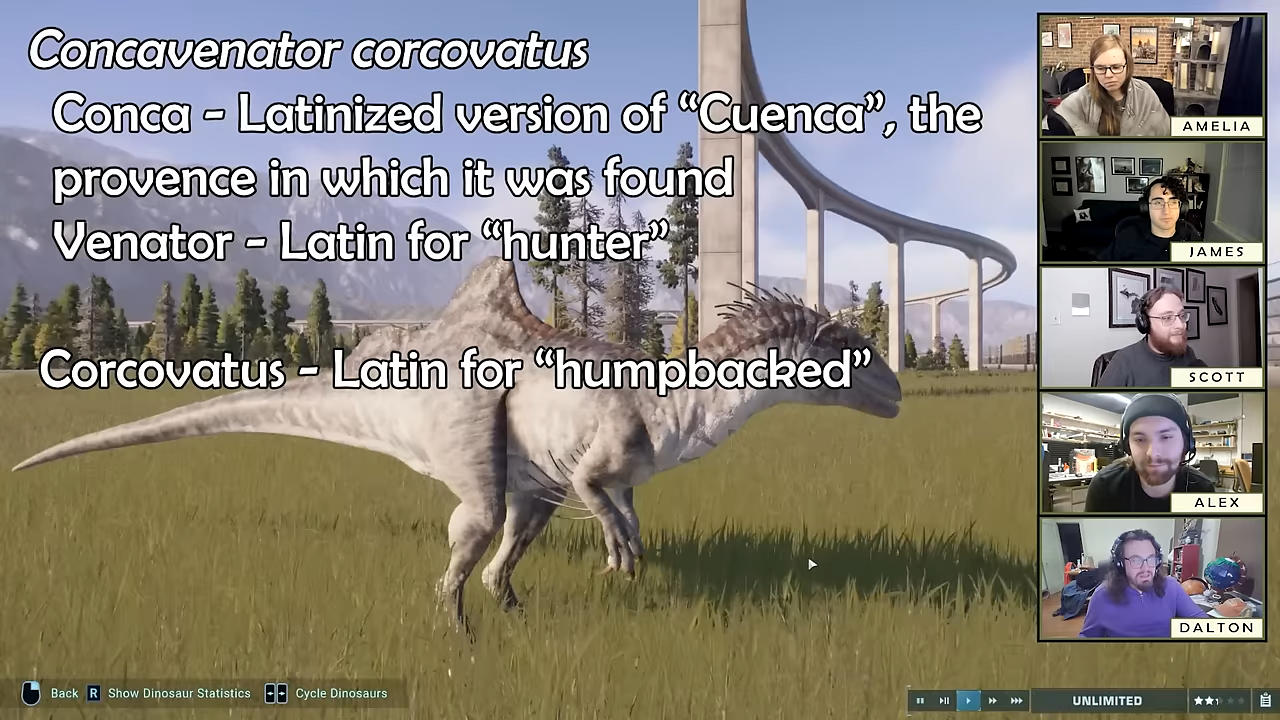 Concavenator corcovatus
Conca - Latinized version of “Cuenca”, the
provence in which it was found
Venator - Latin for “hunter”
Corcovatus - Latin for “humpbacked”
AMELIA
JAMES
SCOTT
ALEX
DALTON
Back R Show Dinosaur Statistics Cycle Dinosaurs
UNLIMITED